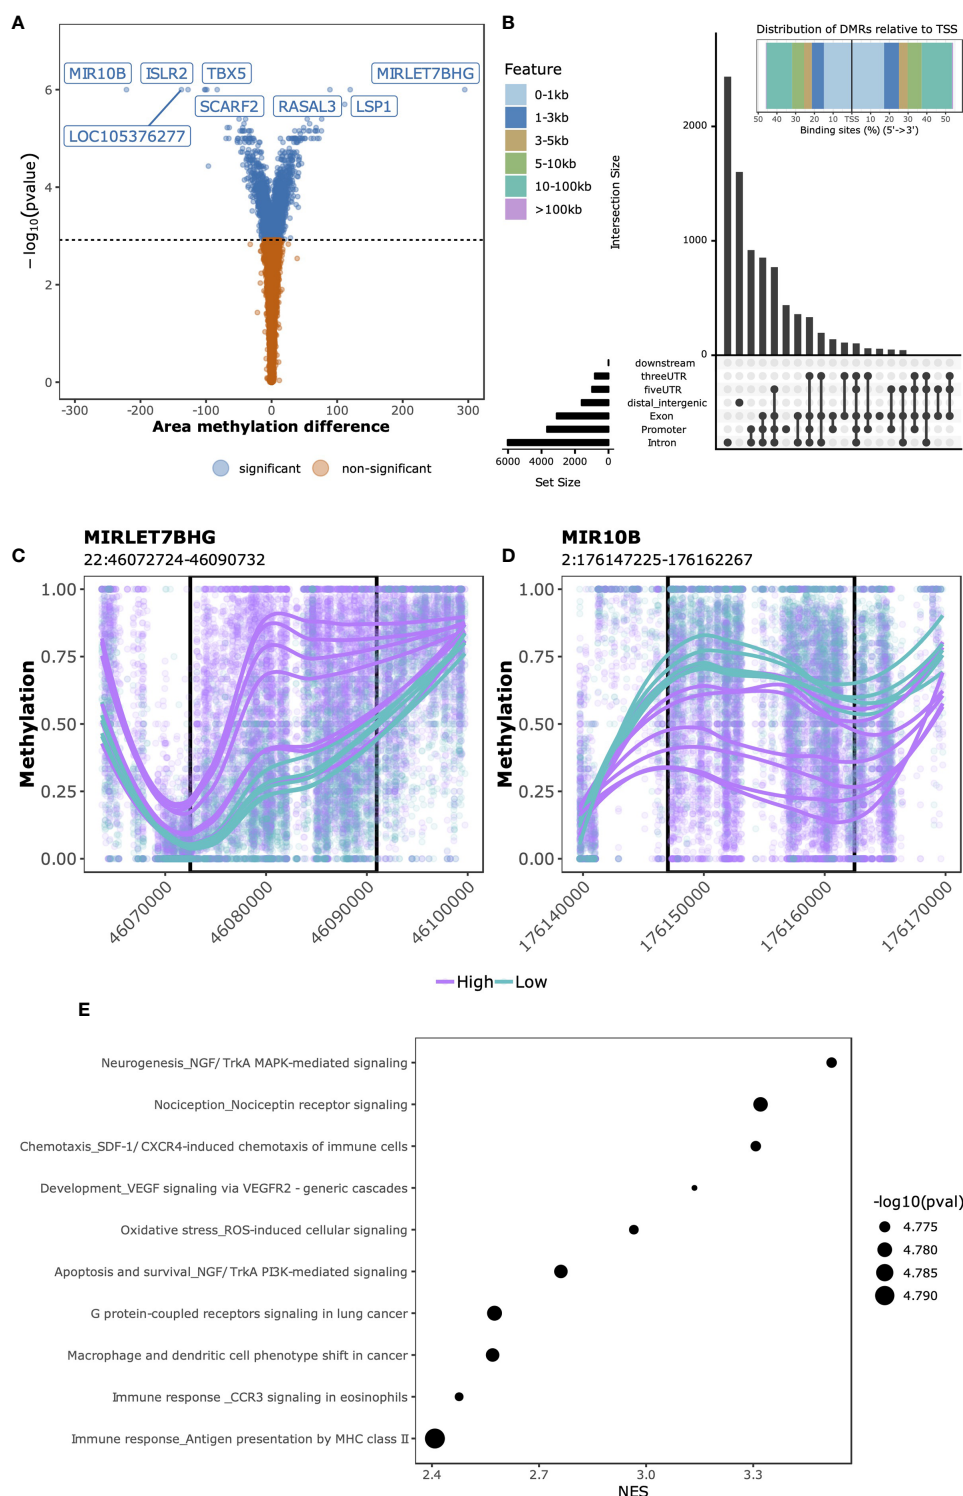 A
MIR10B
ISLR2
TBX5
MIRLET7BHG
SCARF2
RASAL3
LSP1
LOC105376277
6
4
2
0
− log10(pvalue)
−300
−200
−100
0
100
200
300
Area methylation difference
significant
non-significant
B
Feature
0-1kb
1-3kb
3-5kb
5-10kb
10-100kb
>100kb
Distribution of DMRs relative to TSS
50 40 30 20 10 TSS 10 20 30 40 50
Binding sites (%) (5'->3')
Intersection Size
2000
1000
0
downstream
threeUTR
fiveUTR
distal_intergenic
Exon
Promoter
Intron
6000 4000 2000 0
Set Size
C
MIRLET7BHG
22:46072724-46090732
Methylation
1.00
0.75
0.50
0.25
0.00
46070000
46080000
46090000
46100000
D
MIR10B
2:176147225-176162267
Methylation
1.00
0.75
0.50
0.25
0.00
176140000
176150000
176160000
176170000
High
Low
E
Neurogenesis_NGF/ TrkA MAPK-mediated signaling
Nociception_Nociceptin receptor signaling
Chemotaxis_SDF-1/ CXCR4-induced chemotaxis of immune cells
Development_VEGF signaling via VEGFR2 - generic cascades
Oxidative stress_ROS-induced cellular signaling
Apoptosis and survival_NGF/ TrkA PI3K-mediated signaling
G protein-coupled receptors signaling in lung cancer
Macrophage and dendritic cell phenotype shift in cancer
Immune response _CCR3 signaling in eosinophils
Immune response_Antigen presentation by MHC class II
2.4
2.7
3.0
3.3
NES
-log10(pval)
4.775
4.780
4.785
4.790